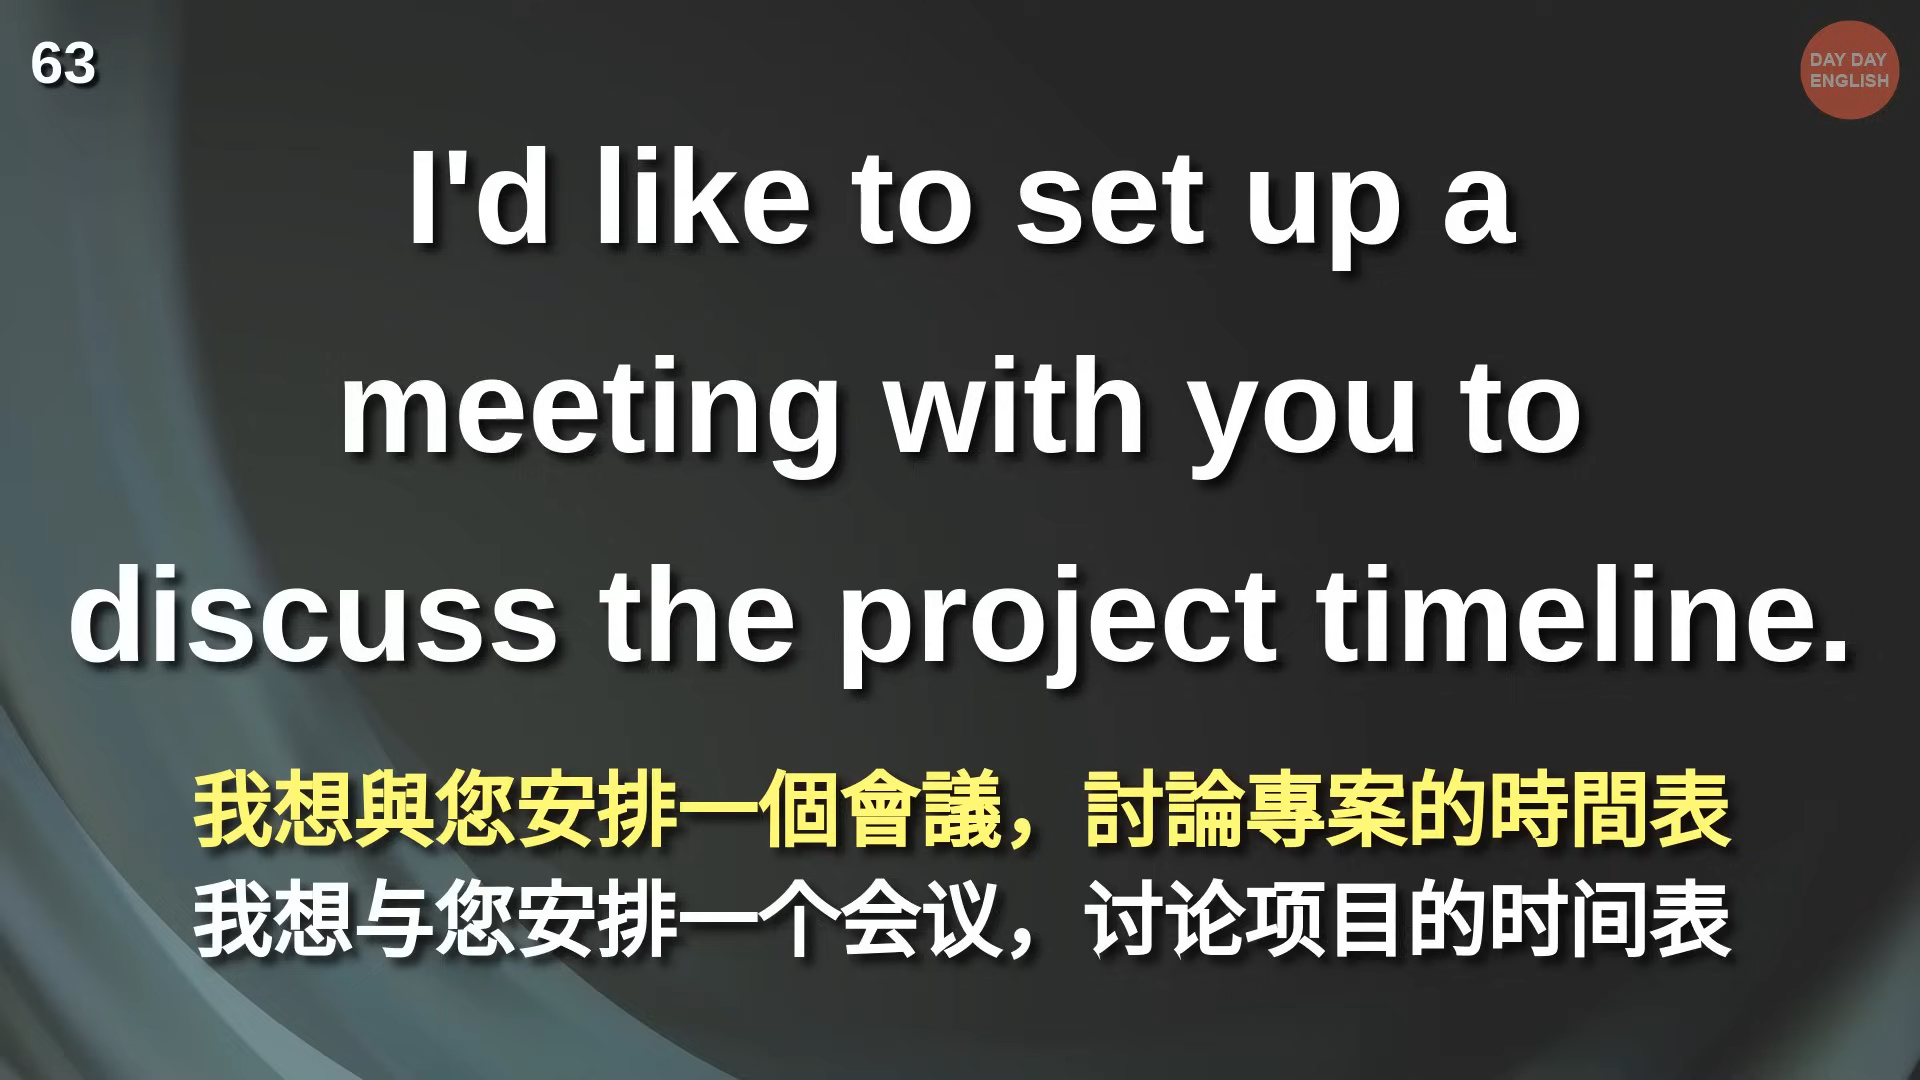 63
DAY DAY
ENGLISH
I'd like to set up a
meeting with you to
discuss the project timeline.
我想與您安排一個會議，討論專案的時間表
我想与您安排一个会议，讨论项目的时间表